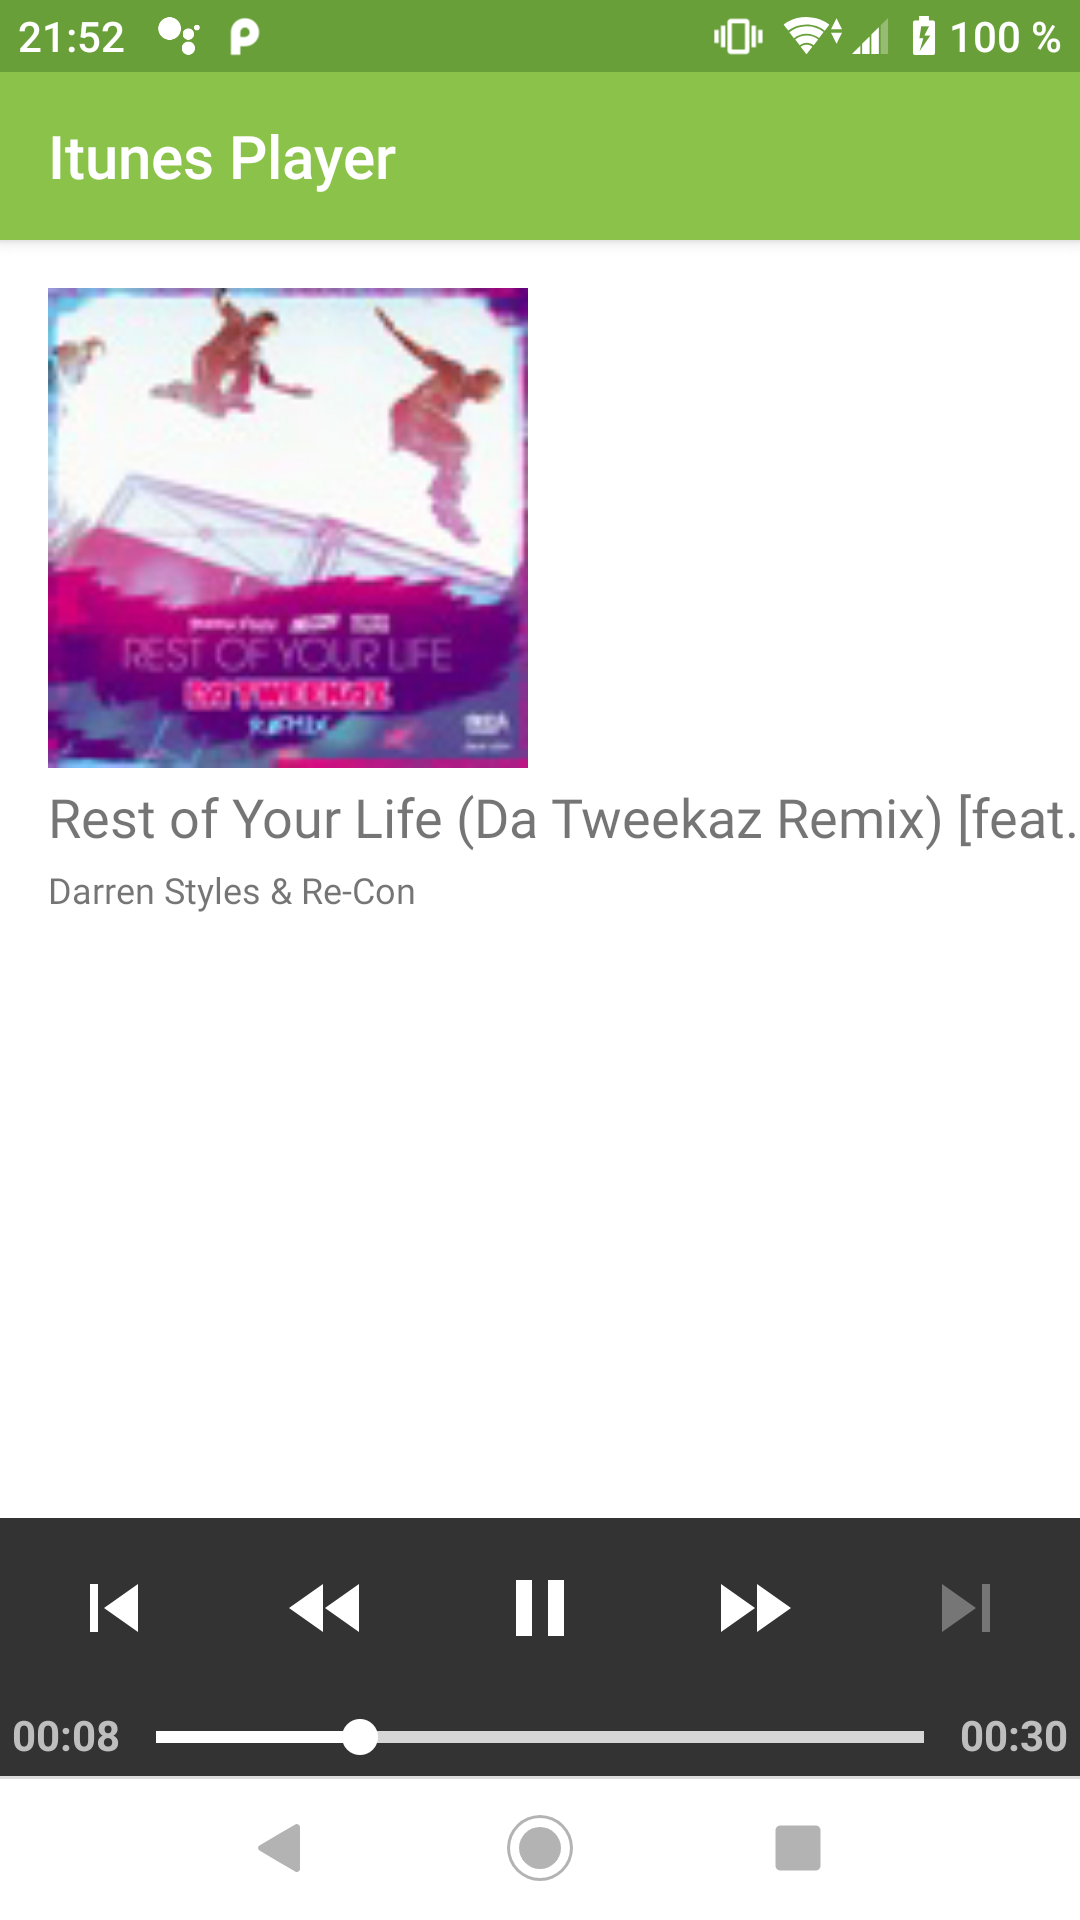 21:52 100 %
Itunes Player
REST OF YOUR LIFE
DA TWEEKAZ
REMIX
Rest of Your Life (Da Tweekaz Remix) [feat.
Darren Styles & Re-Con
00:08 00:30